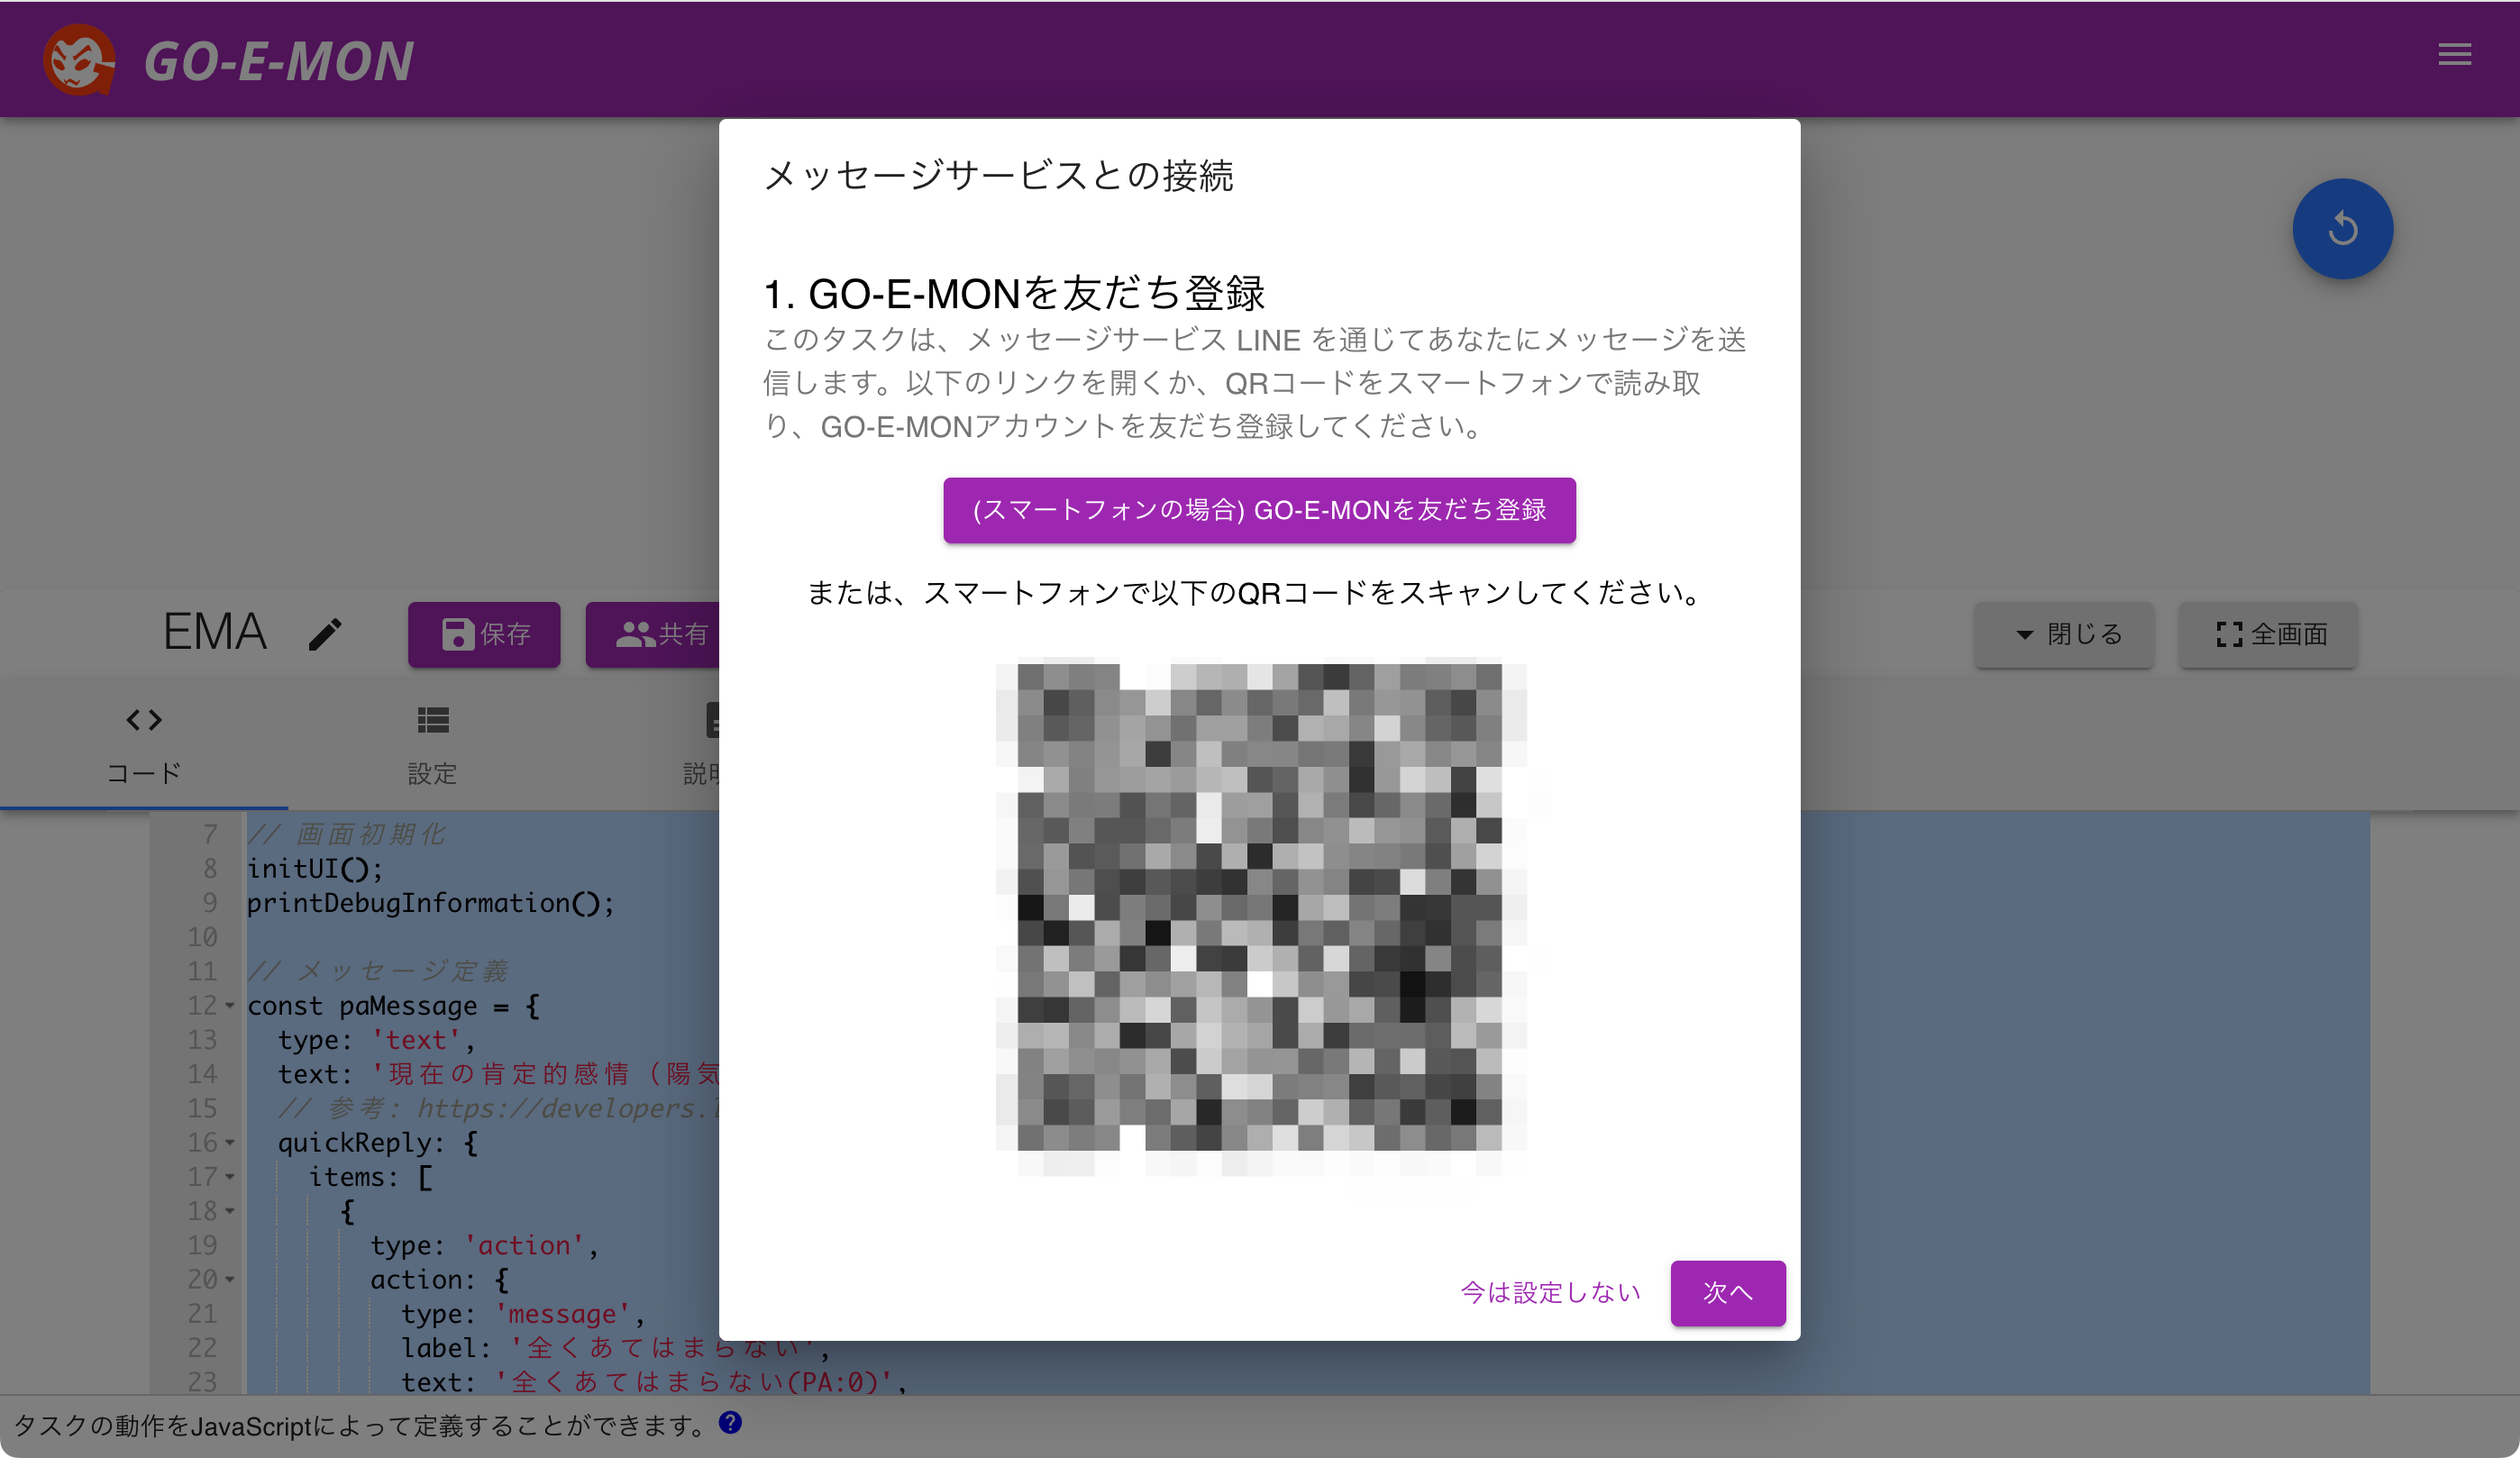 GO-E-MON
メッセージサービスとの接続
1. GO-E-MONを友だち登録
このタスクは、メッセージサービス LINE を通じてあなたにメッセージを送
信します。以下のリンクを開くか、QRコードをスマートフォンで読み取
り、GO-E-MONアカウントを友だち登録してください。
(スマートフォンの場合) GO-E-MONを友だち登録
または、スマートフォンで以下のQRコードをスキャンしてください。
今は設定しない
次へ
EMA
保存
共有
閉じる
全画面
コード
設定
説明
7 // 画面初期化
8 initUI();
9 printDebugInformation();
10
11 // メッセージ定義
12 const paMessage = {
13 type: 'text',
14 text: '現在の肯定的感情（陽気
15 // 参考: https://developers.l
16 quickReply: {
17 items: [
18 {
19 type: 'action',
20 action: {
21 type: 'message',
22 label: '全くあてはまらない',
23 text: '全くあてはまらない(PA:0)',
タスクの動作をJavaScriptによって定義することができます。